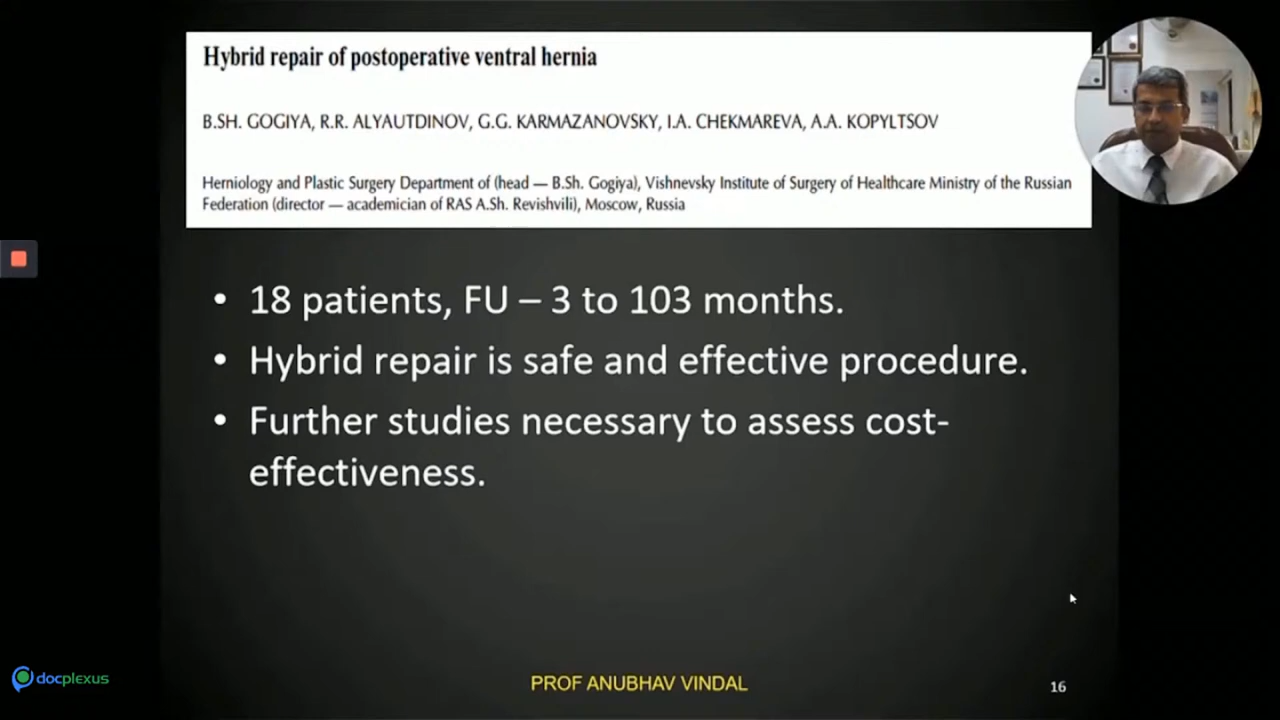 Hybrid repair of postoperative ventral hernia
B.SH. GOGIYA, R.R. ALYAUTDINOV, G.G. KARMAZANOVSKY, I.A. CHEKMAREVA, A.A. KOPYLTSOV
Herniology and Plastic Surgery Department of (head — B.Sh. Gogiya), Vishnevsky Institute of Surgery of Healthcare Ministry of the Russian
Federation (director — academician of RAS A.Sh. Revishvili), Moscow, Russia
• 18 patients, FU – 3 to 103 months.
• Hybrid repair is safe and effective procedure.
• Further studies necessary to assess cost-
effectiveness.
docplexus
PROF ANUBHAV VINDAL
16